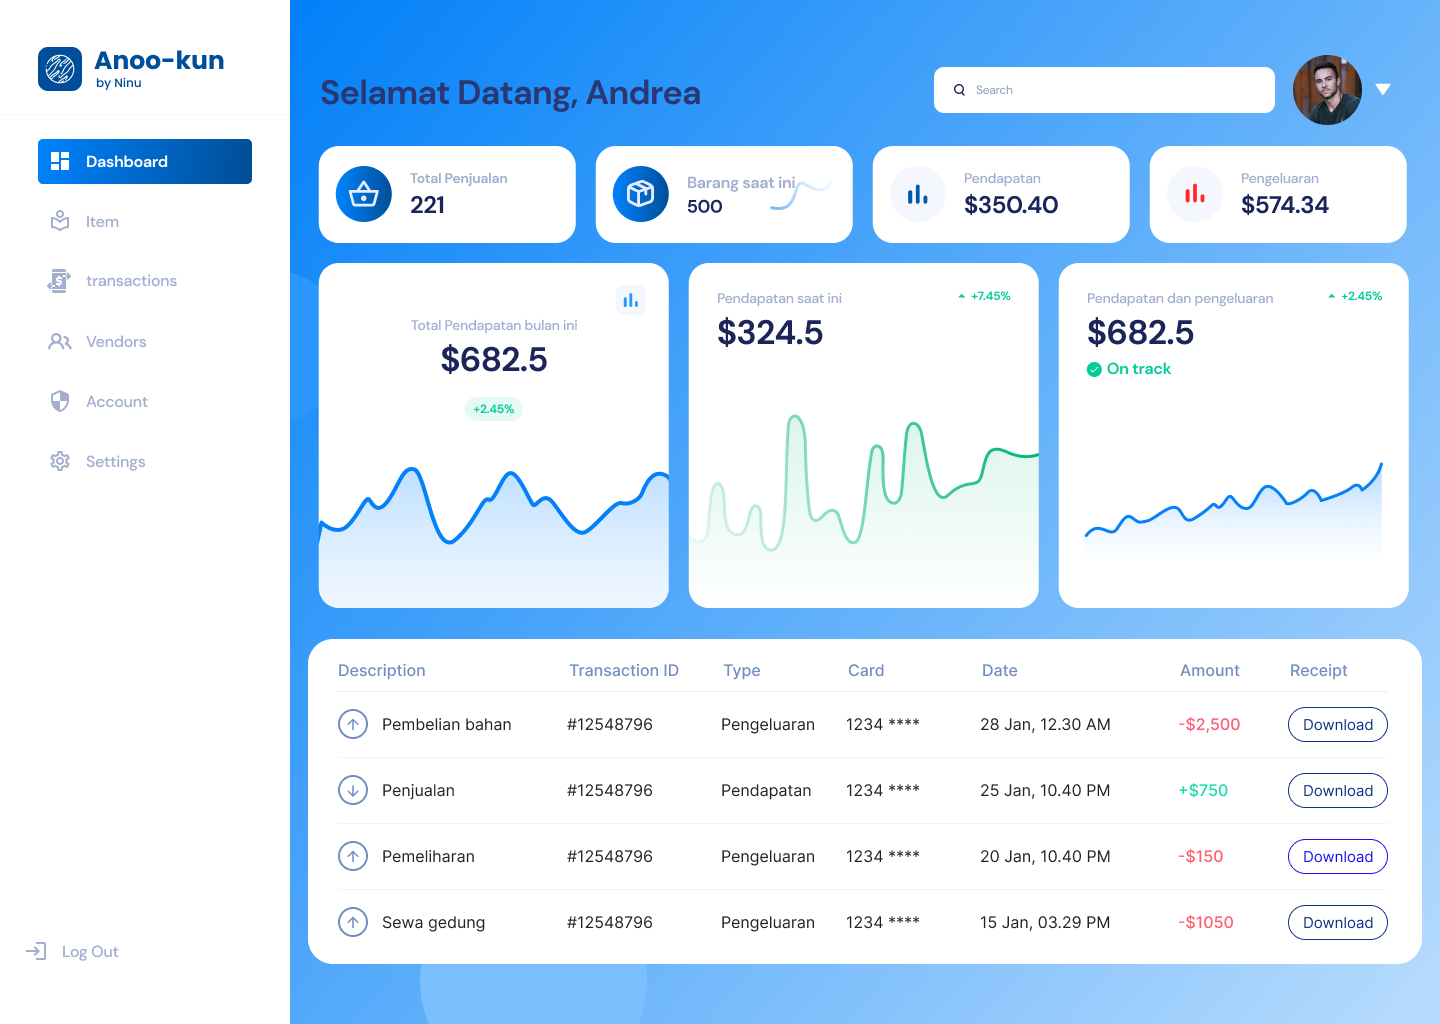 Anoo-kun
by Ninu
Dashboard
Item
transactions
Vendors
Account
Settings
Log Out
Selamat Datang, Andrea
Search
Total Penjualan
221
Barang saat ini
500
Pendapatan
$350.40
Pengeluaran
$574.34
Total Pendapatan bulan ini
$682.5
+2.45%
Pendapatan saat ini
+7.45%
$324.5
Pendapatan dan pengeluaran
+2.45%
$682.5
On track
Description Transaction ID Type Card Date Amount Receipt
Pembelian bahan #12548796 Pengeluaran 1234 **** 28 Jan, 12.30 AM -$2,500 Download
Penjualan #12548796 Pendapatan 1234 **** 25 Jan, 10.40 PM +$750 Download
Pemeliharan #12548796 Pengeluaran 1234 **** 20 Jan, 10.40 PM -$150 Download
Sewa gedung #12548796 Pengeluaran 1234 **** 15 Jan, 03.29 PM -$1050 Download